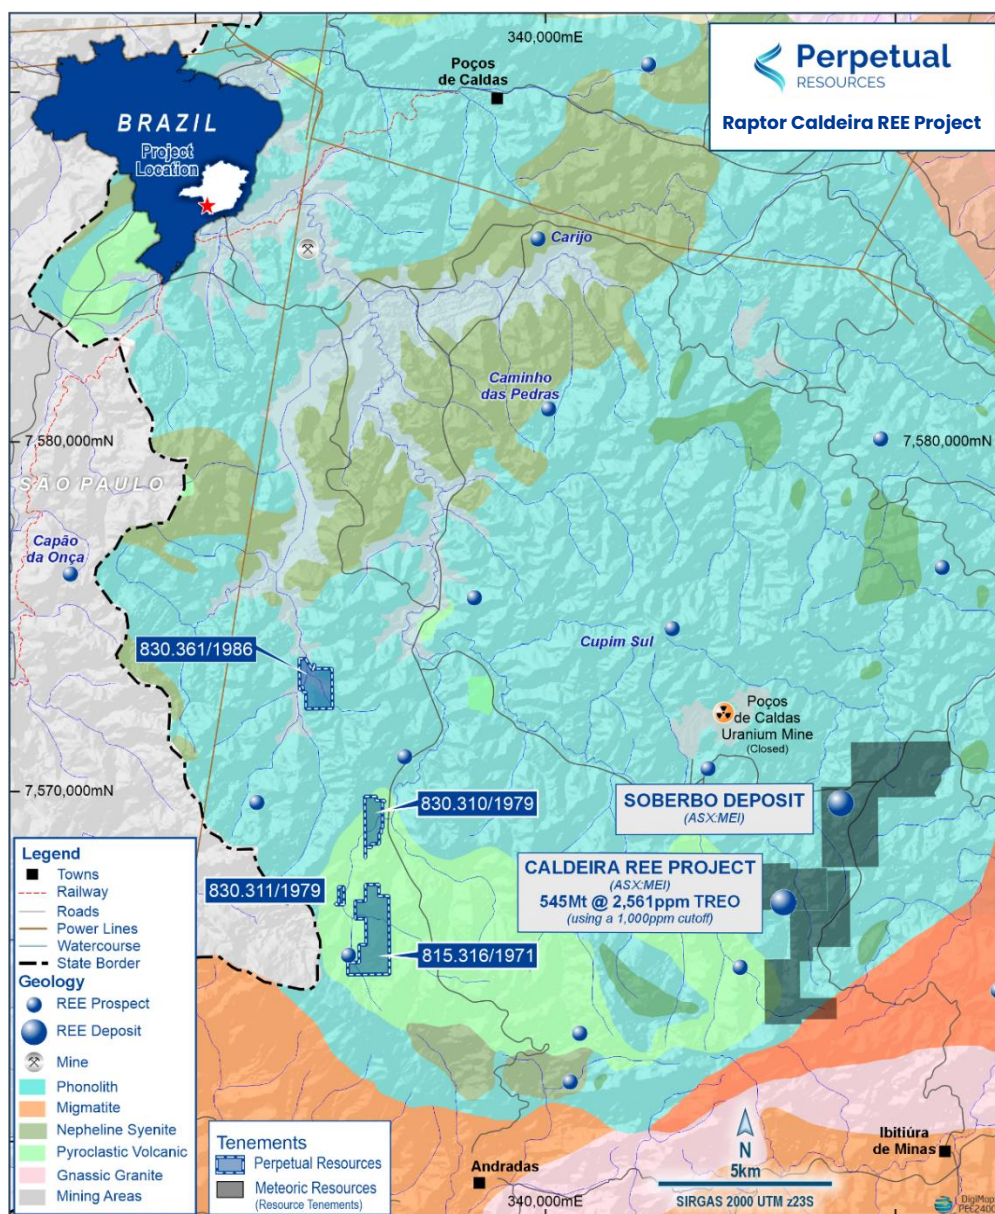 340,000mE
Poços
de Caldas
Perpetual
RESOURCES
Raptor Caldeira REE Project
BRAZIL
Project
Location
Carijo
Caminho
das Pedras
7,580,000mN
7,580,000mN
SÃO PAULO
Capão
da Onça
830.361/1986
Cupim Sul
Poços
de Caldas
Uranium Mine
(Closed)
7,570,000mN
830.310/1979
SOBERBO DEPOSIT
(ASX:MEI)
CALDEIRA REE PROJECT
(ASX:MEI)
545Mt @ 2,561ppm TREO
(using a 1,000ppm cutoff)
830.311/1979
815.316/1971
Legend
Towns
Railway
Roads
Power Lines
Watercourse
State Border
Geology
REE Prospect
REE Deposit
Mine
Phonolith
Migmatite
Nepheline Syenite
Pyroclastic Volcanic
Gnassic Granite
Mining Areas
Tenements
Perpetual Resources
Meteoric Resources
(Resource Tenements)
Andradas
340,000mE
N
5km
SIRGAS 2000 UTM z23S
Ibitiúra
de Minas
DigiMap